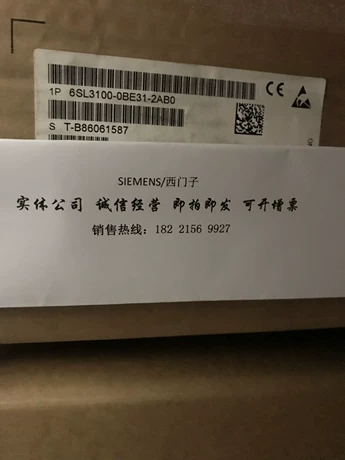 1P 6SL3100-0BE31-2AB0
S T-B86061587
SIEMENS/西门子
实体公司 诚信经营 即拍即发 可开增票
销售热线: 182 2156 9927